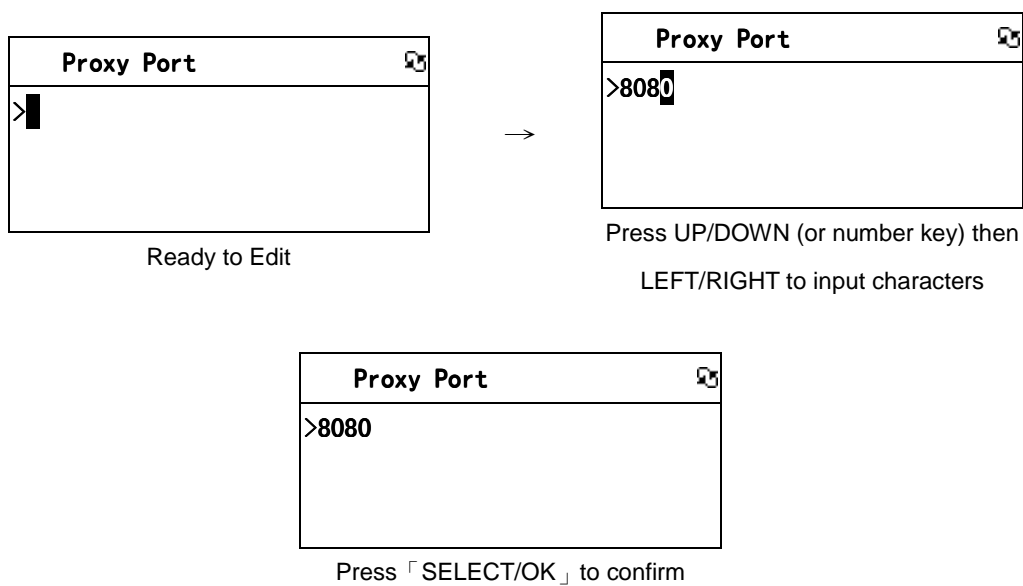 Proxy Port
>
Ready to Edit
→
Proxy Port
>8080
Press UP/DOWN (or number key) then
LEFT/RIGHT to input characters
Proxy Port
>8080
Press「SELECT/OK」to confirm